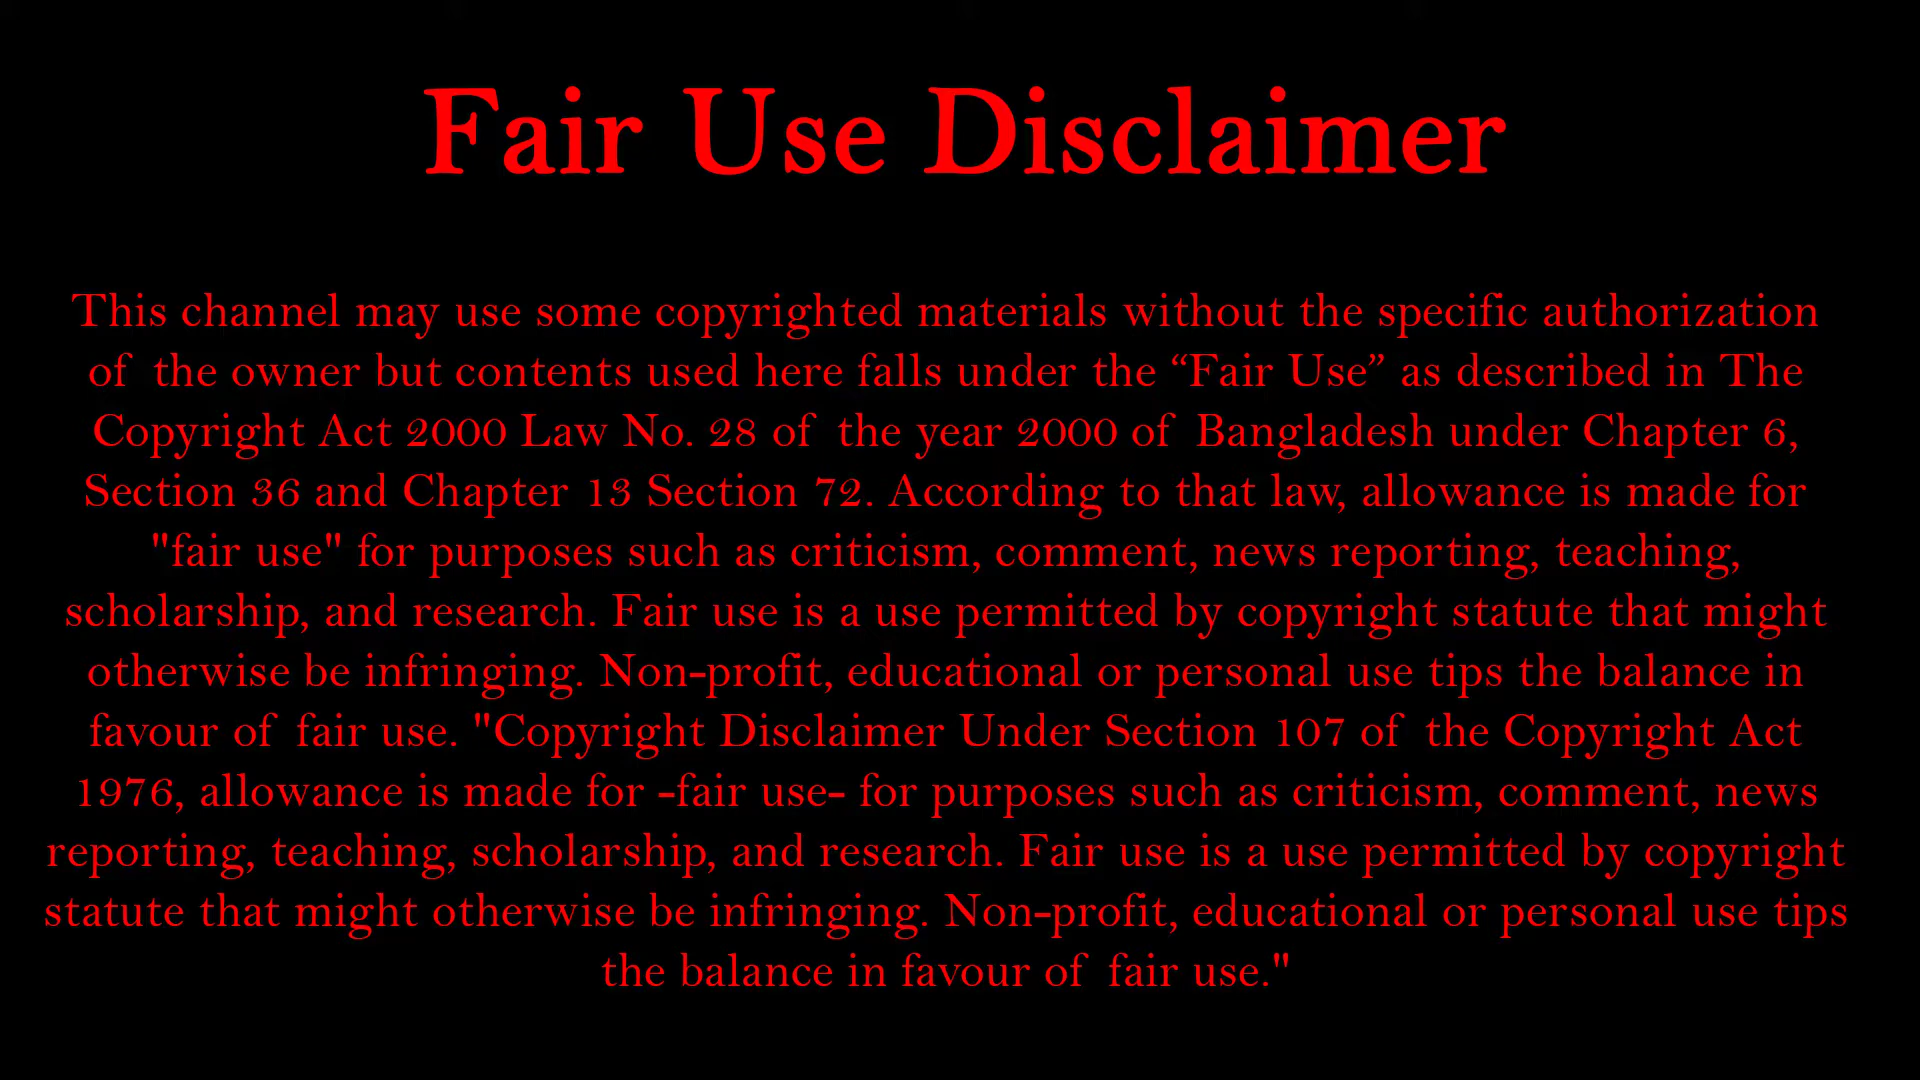 Fair Use Disclaimer
This channel may use some copyrighted materials without the specific authorization
of the owner but contents used here falls under the “Fair Use” as described in The
Copyright Act 2000 Law No. 28 of the year 2000 of Bangladesh under Chapter 6,
Section 36 and Chapter 13 Section 72. According to that law, allowance is made for
"fair use" for purposes such as criticism, comment, news reporting, teaching,
scholarship, and research. Fair use is a use permitted by copyright statute that might
otherwise be infringing. Non-profit, educational or personal use tips the balance in
favour of fair use. "Copyright Disclaimer Under Section 107 of the Copyright Act
1976, allowance is made for -fair use- for purposes such as criticism, comment, news
reporting, teaching, scholarship, and research. Fair use is a use permitted by copyright
statute that might otherwise be infringing. Non-profit, educational or personal use tips
the balance in favour of fair use."